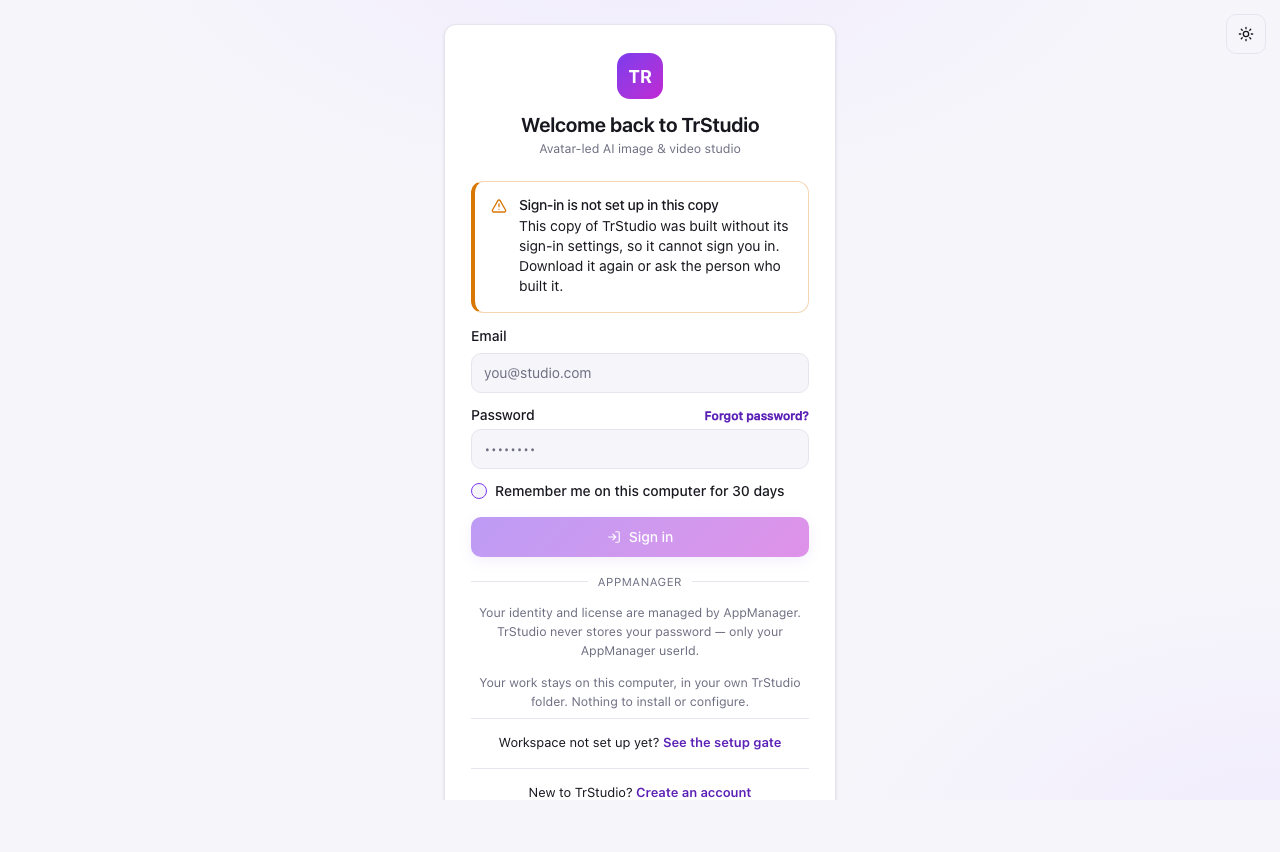 TR
Welcome back to TrStudio
Avatar-led AI image & video studio
Sign-in is not set up in this copy
This copy of TrStudio was built without its
sign-in settings, so it cannot sign you in.
Download it again or ask the person who
built it.
Email
you@studio.com
Password
Forgot password?
••••••••
Remember me on this computer for 30 days
Sign in
APPMANAGER
Your identity and license are managed by AppManager.
TrStudio never stores your password — only your
AppManager userId.
Your work stays on this computer, in your own TrStudio
folder. Nothing to install or configure.
Workspace not set up yet? See the setup gate
New to TrStudio? Create an account